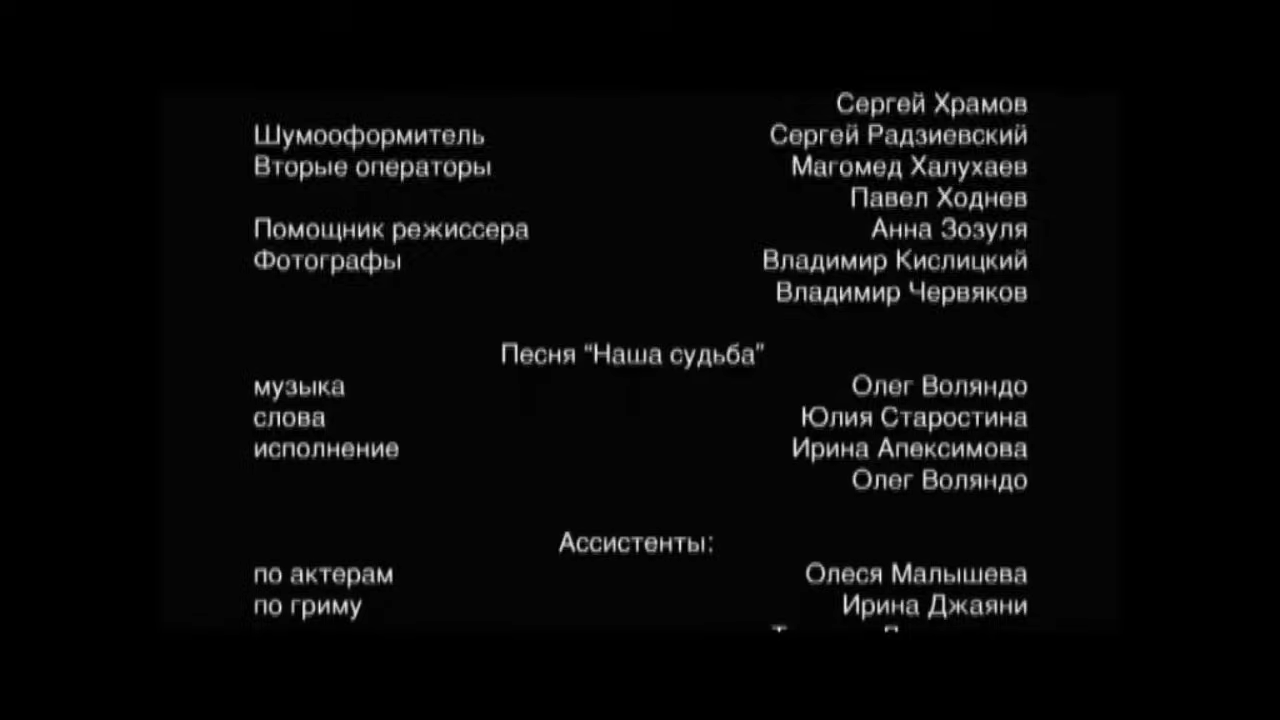 Сергей Храмов
Шумооформитель Сергей Радзиевский
Вторые операторы Магомед Халухаев
Павел Ходнев
Помощник режиссера Анна Зозуля
Фотографы Владимир Кислицкий
Владимир Червяков
Песня “Наша судьба”
музыка Олег Воляндо
слова Юлия Старостина
исполнение Ирина Апексимова
Олег Воляндо
Ассистенты:
по актерам Олеся Малышева
по гриму Ирина Джаяни